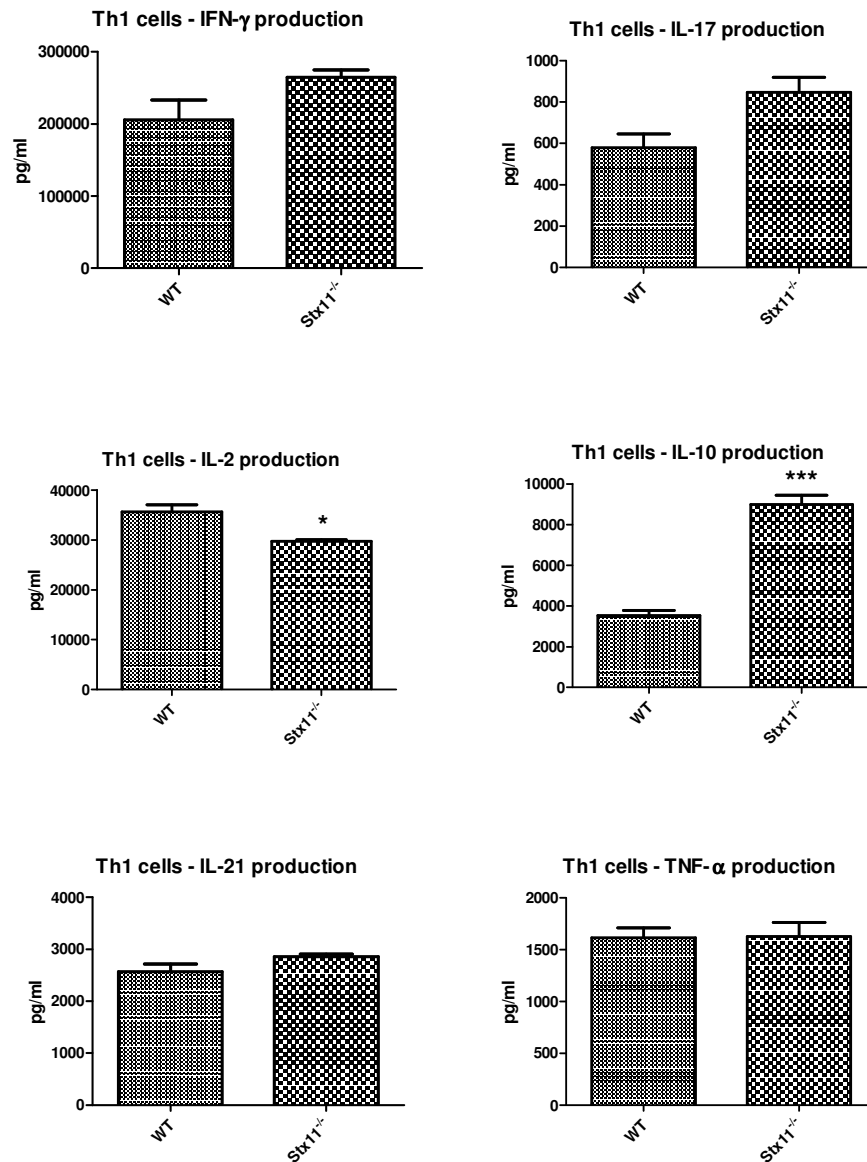 Th1 cells - IFN-γ production
300000
200000
100000
0
pg/ml
WT
Stx11-/-
Th1 cells - IL-17 production
1000
800
600
400
200
0
pg/ml
WT
Stx11-/-
Th1 cells - IL-2 production
40000
30000
20000
10000
0
pg/ml
*
WT
Stx11-/-
Th1 cells - IL-10 production
10000
8000
6000
4000
2000
0
pg/ml
***
WT
Stx11-/-
Th1 cells - IL-21 production
4000
3000
2000
1000
0
pg/ml
WT
Stx11-/-
Th1 cells - TNF-α production
2000
1500
1000
500
0
pg/ml
WT
Stx11-/-